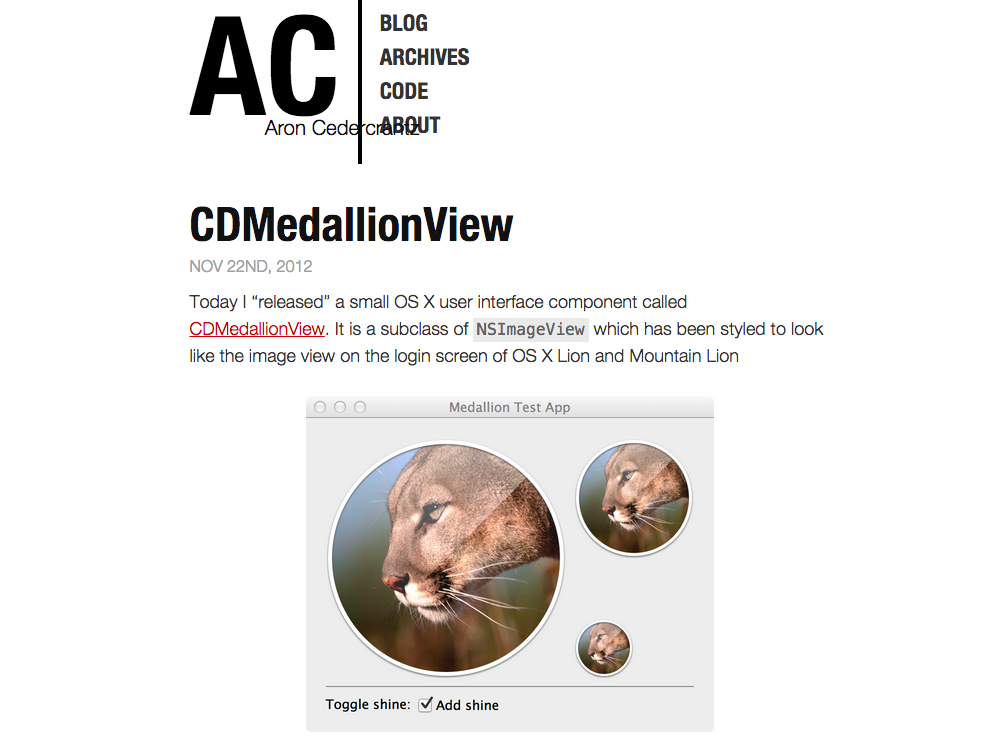 AC
Aron Cedercrantz
BLOG
ARCHIVES
CODE
ABOUT
CDMedallionView
NOV 22ND, 2012
Today I “released” a small OS X user interface component called
CDMedallionView. It is a subclass of NSImageView which has been styled to look
like the image view on the login screen of OS X Lion and Mountain Lion
Medallion Test App
Toggle shine: Add shine